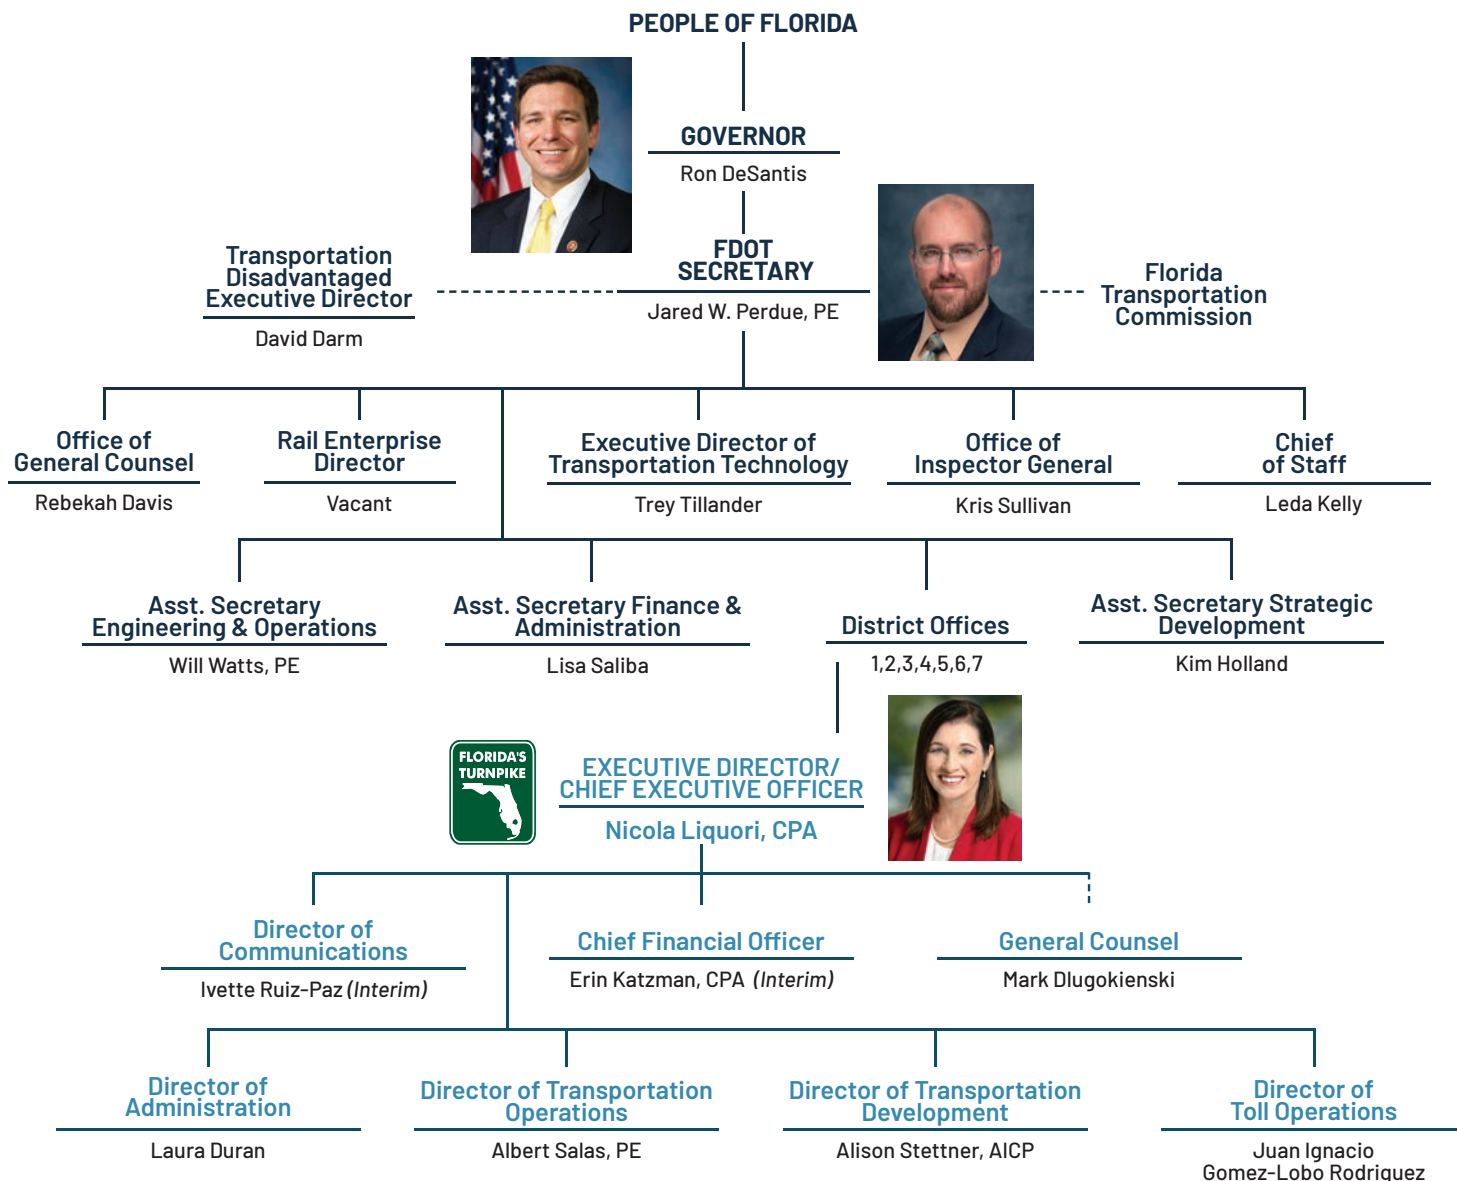 PEOPLE OF FLORIDA
GOVERNOR
Ron DeSantis
FDOT
SECRETARY
Jared W. Perdue, PE
Transportation
Disadvantaged
Executive Director
David Darm
Florida
Transportation
Commission
Office of
General Counsel
Rebekah Davis
Rail Enterprise
Director
Vacant
Executive Director of
Transportation Technology
Trey Tillander
Office of
Inspector General
Kris Sullivan
Chief
of Staff
Leda Kelly
Asst. Secretary
Engineering & Operations
Will Watts, PE
Asst. Secretary Finance &
Administration
Lisa Saliba
District Offices
1,2,3,4,5,6,7
Asst. Secretary Strategic
Development
Kim Holland
FLORIDA'S
TURNPIKE
EXECUTIVE DIRECTOR/
CHIEF EXECUTIVE OFFICER
Nicola Liquori, CPA
Director of
Communications
Ivette Ruiz-Paz (Interim)
Chief Financial Officer
Erin Katzman, CPA (Interim)
General Counsel
Mark Dlugokienski
Director of
Administration
Laura Duran
Director of Transportation
Operations
Albert Salas, PE
Director of Transportation
Development
Alison Stettner, AICP
Director of
Toll Operations
Juan Ignacio
Gomez-Lobo Rodriguez